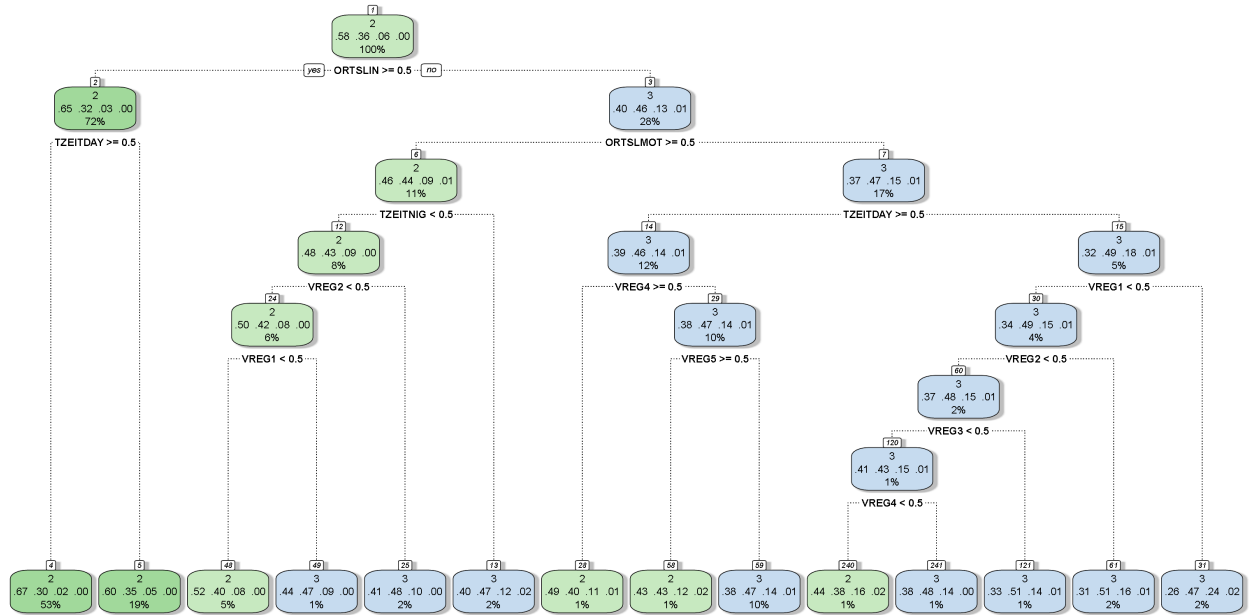 1
2
.58 .36 .06 .00
100%
yes ORTSLIN >= 0.5 no
2
2
.65 .32 .03 .00
72%
3
3
.40 .46 .13 .01
28%
TZEITDAY >= 0.5
ORTSLMOT >= 0.5
6
2
.46 .44 .09 .01
11%
7
3
.37 .47 .15 .01
17%
TZEITNIG < 0.5
TZEITDAY >= 0.5
12
2
.48 .43 .09 .00
8%
14
3
.39 .46 .14 .01
12%
15
3
.32 .49 .18 .01
5%
VREG2 < 0.5
VREG4 >= 0.5
VREG1 < 0.5
24
2
.50 .42 .08 .00
6%
29
3
.38 .47 .14 .01
10%
30
3
.34 .49 .15 .01
4%
VREG1 < 0.5
VREG5 >= 0.5
VREG2 < 0.5
60
3
.37 .48 .15 .01
2%
VREG3 < 0.5
120
3
.41 .43 .15 .01
1%
VREG4 < 0.5
4
2
.67 .30 .02 .00
53%
5
2
.60 .35 .05 .00
19%
48
2
.52 .40 .08 .00
5%
49
3
.44 .47 .09 .00
1%
25
3
.41 .48 .10 .00
2%
13
3
.40 .47 .12 .02
2%
28
2
.49 .40 .11 .01
1%
58
2
.43 .43 .12 .02
1%
59
3
.38 .47 .14 .01
10%
240
2
.44 .38 .16 .02
1%
241
3
.38 .48 .14 .00
1%
121
3
.33 .51 .14 .01
1%
61
3
.31 .51 .16 .01
2%
31
3
.26 .47 .24 .02
2%